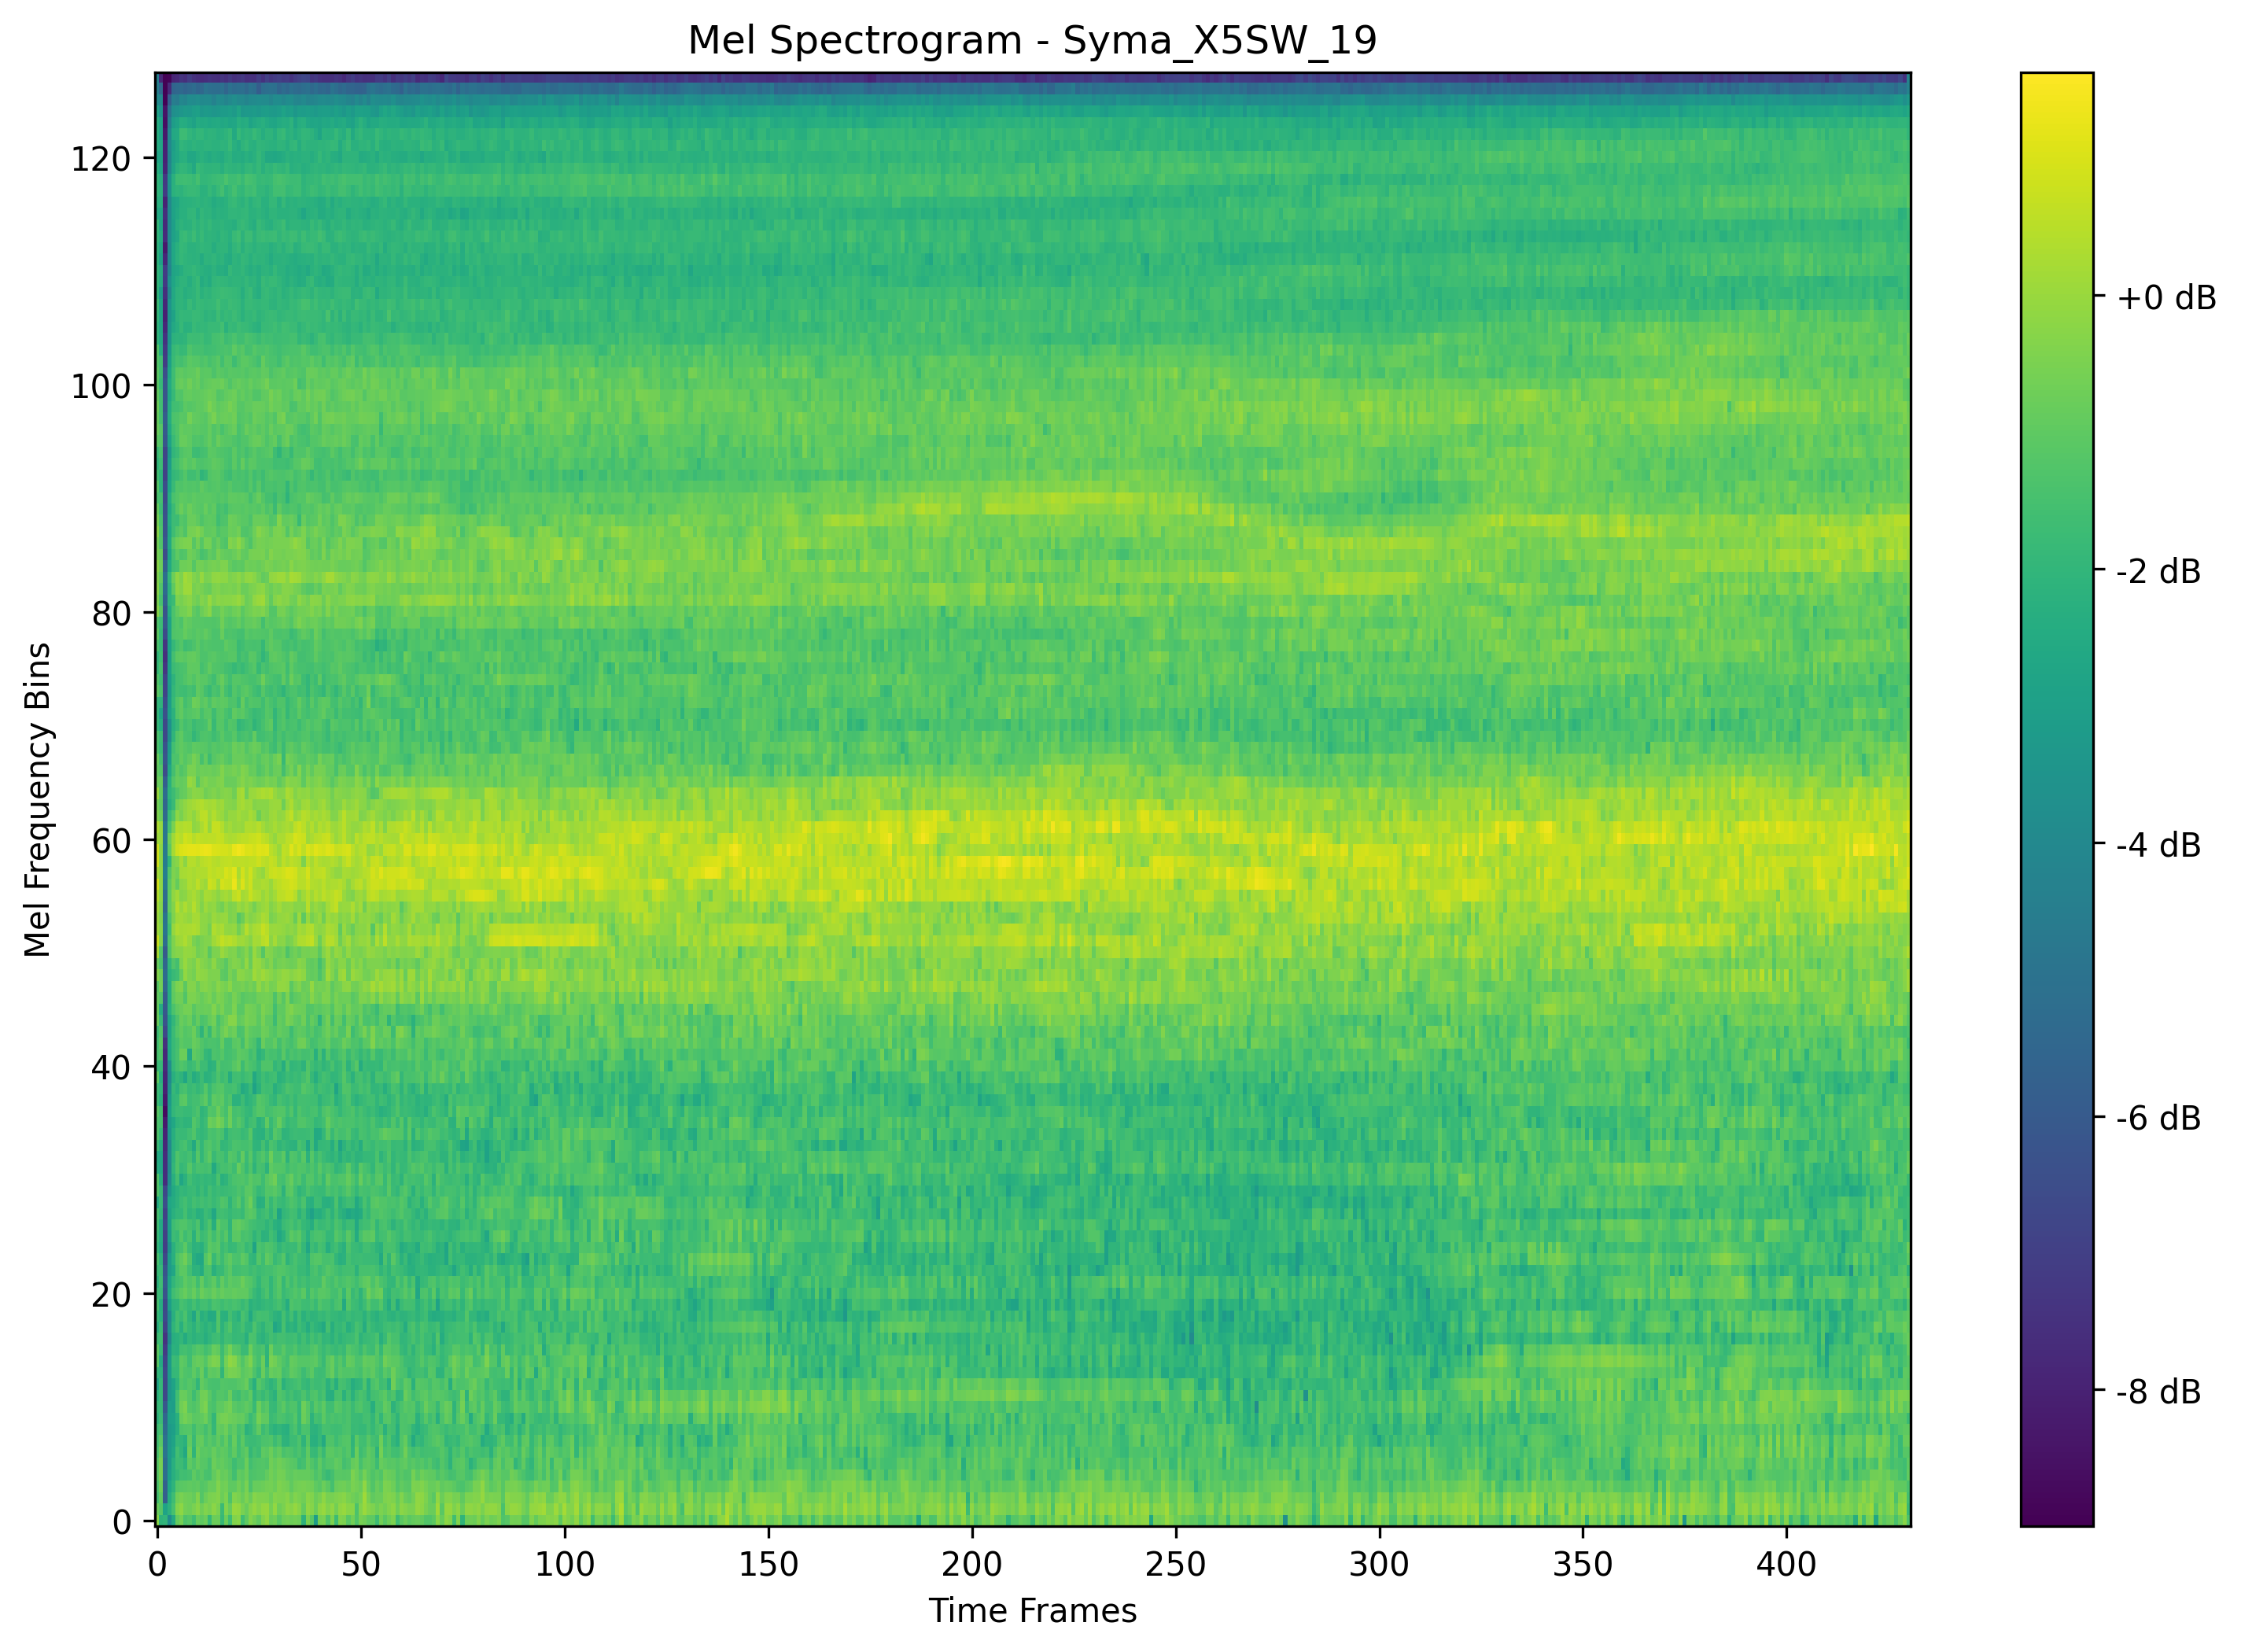 Mel Spectrogram - Syma_X5SW_19
120
100
80
60
40
20
0
Mel Frequency Bins
0 50 100 150 200 250 300 350 400
Time Frames
+0 dB
-2 dB
-4 dB
-6 dB
-8 dB